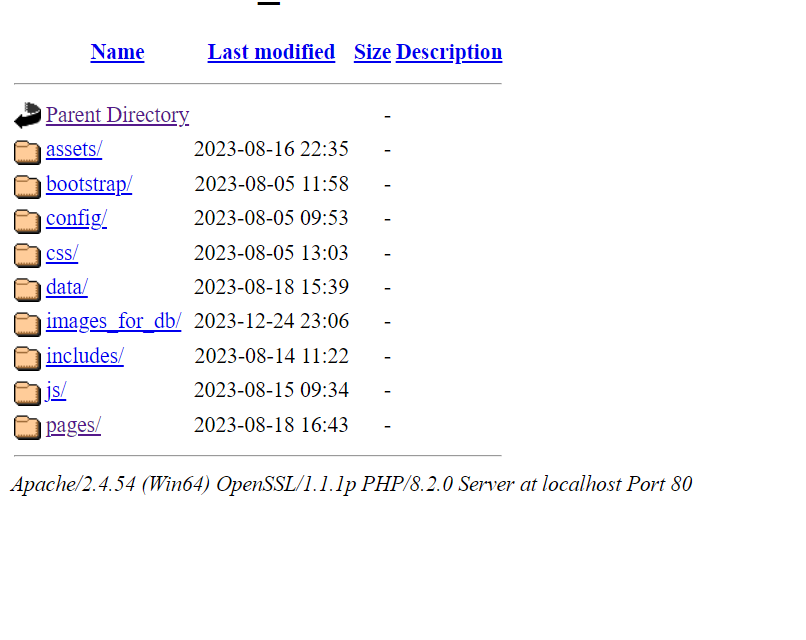 Name Last modified Size Description
Parent Directory -
assets/ 2023-08-16 22:35 -
bootstrap/ 2023-08-05 11:58 -
config/ 2023-08-05 09:53 -
css/ 2023-08-05 13:03 -
data/ 2023-08-18 15:39 -
images_for_db/ 2023-12-24 23:06 -
includes/ 2023-08-14 11:22 -
js/ 2023-08-15 09:34 -
pages/ 2023-08-18 16:43 -
Apache/2.4.54 (Win64) OpenSSL/1.1.1p PHP/8.2.0 Server at localhost Port 80